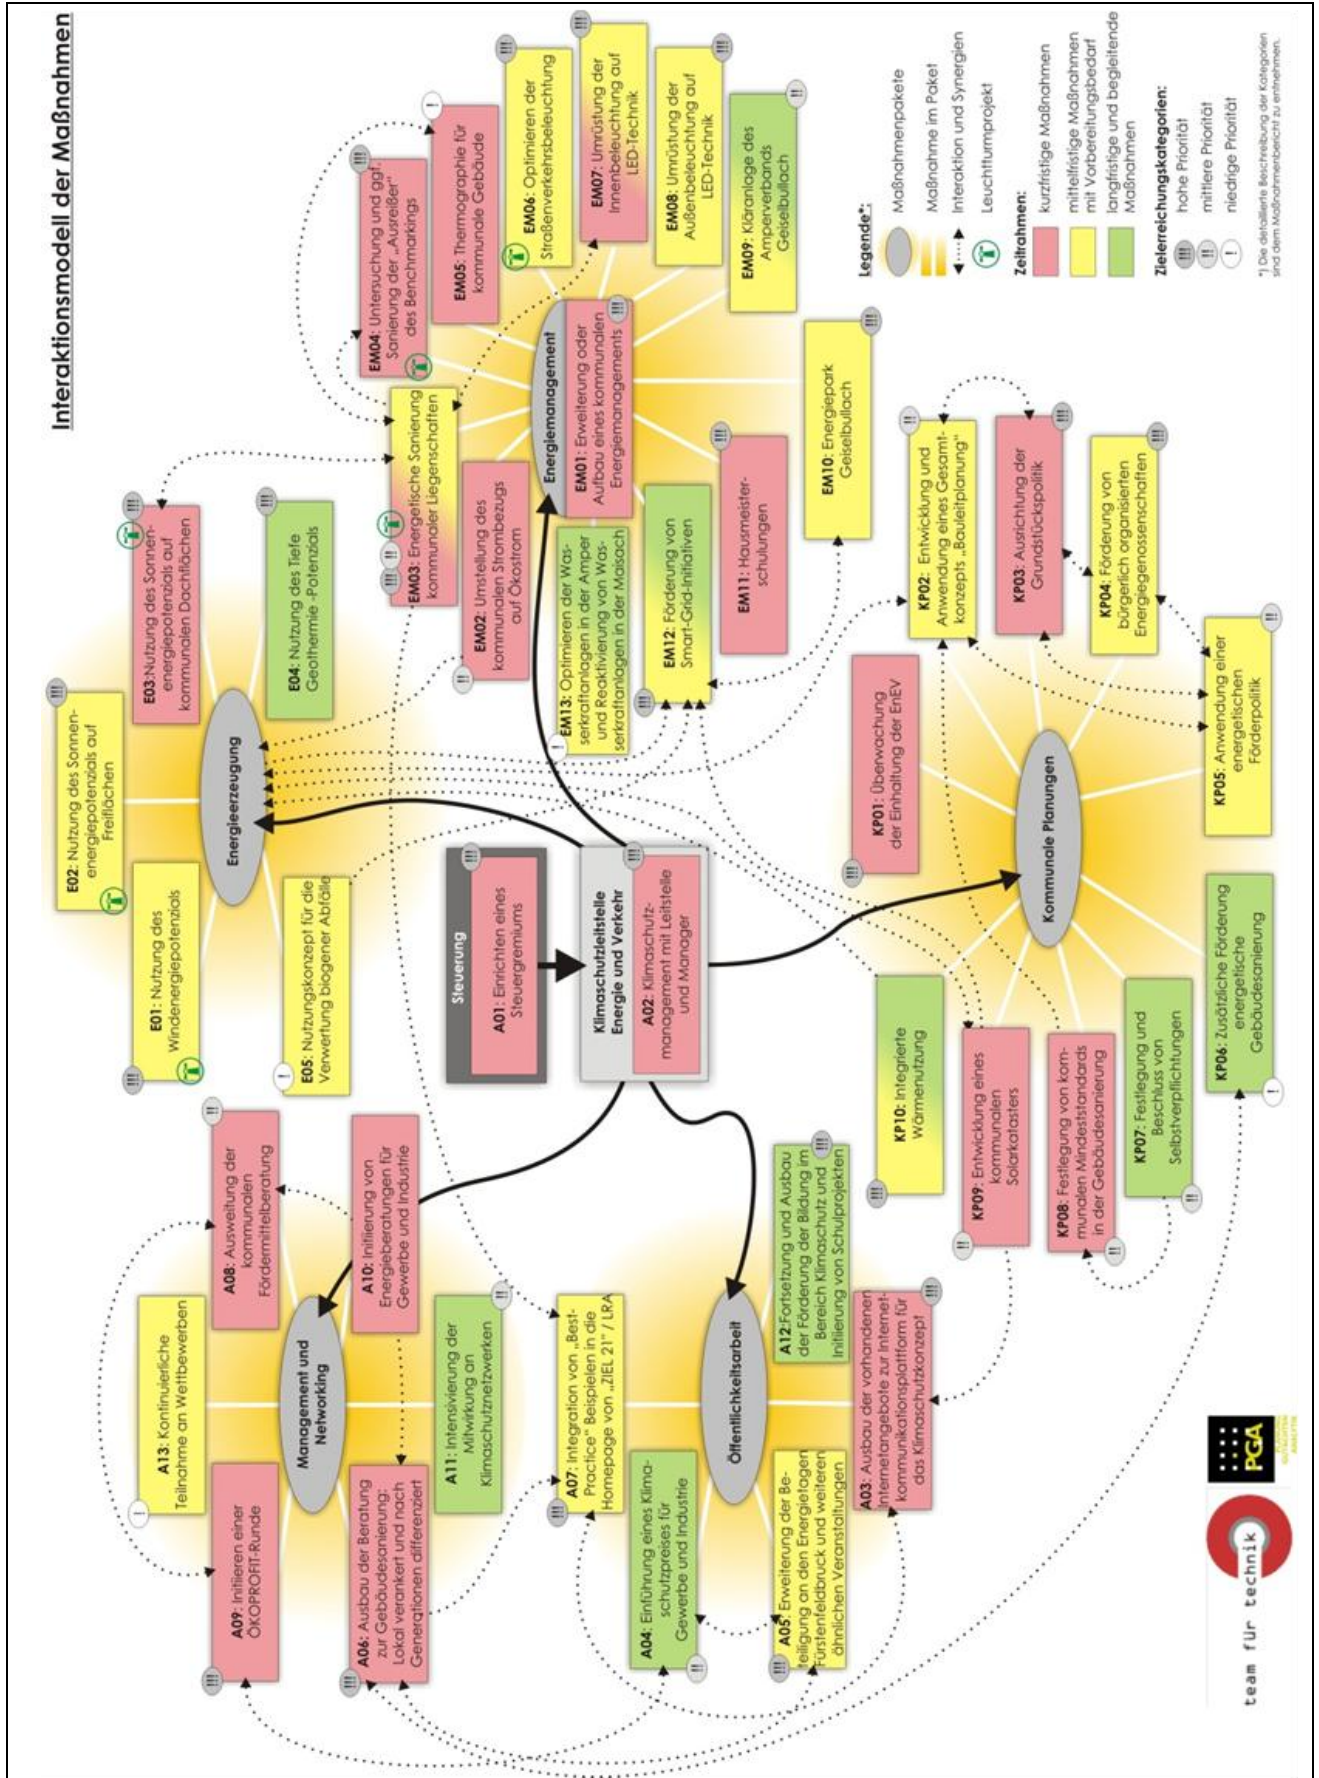 Interaktionsmodell der Maßnahmen
Management und
Networking
A13: Kontinuierliche
Teilnahme an Wettbewerben
!
A09: Initiieren einer
ÖKOPROFIT-Runde
!!!
A08: Ausweitung der
kommunalen
Fördermittelberatung
!!
A06: Ausbau der Beratung
zur Gebäudesanierung:
Lokal verankert und nach
Generationen differenziert
!!!
A10: Initiierung von
Energieberatungen für
Gewerbe und Industrie
A11: Intensivierung der
Mitwirkung an
Klimaschutznetzwerken
!!
Energieerzeugung
E01: Nutzung des
Windenergiepotenzials
!!!
E02: Nutzung des Sonnen-
energiepotenzials auf
Freiflächen
!!!
E03:Nutzung des Sonnen-
energiepotenzials auf
kommunalen Dachflächen
!!!
E04: Nutzung des Tiefe
Geothermie -Potenzials
!!!
E05: Nutzungskonzept für die
Verwertung biogener Abfälle
!
Steuerung
A01: Einrichten eines
Steuergremiums
!!!
Klimaschutzleitstelle
Energie und Verkehr
A02: Klimaschutz-
management mit Leitstelle
und Manager
!!!
Energiemanagement
EM01: Erweiterung oder
Aufbau eines kommunalen
Energiemanagements
!!!
EM02: Umstellung des
kommunalen Strombezugs
auf Ökostrom
!!
EM03: Energetische Sanierung
kommunaler Liegenschaften
!!!
!!
EM04: Untersuchung und ggf.
Sanierung der „Ausreißer“
des Benchmarkings
!!!
EM05: Thermographie für
kommunale Gebäude
!
EM06: Optimieren der
Straßenverkehrsbeleuchtung
!!!
EM07: Umrüstung der
Innenbeleuchtung auf
LED-Technik
!!!
EM08: Umrüstung der
Außenbeleuchtung auf
LED-Technik
!!!
EM09: Kläranlage des
Amperverbands
Geiselbullach
!!
EM10: Energiepark
Geiselbullach
!!!
EM11: Hausmeister-
schulungen
!!!
EM12: Förderung von
Smart-Grid-Initiativen
!!!
EM13: Optimieren der Was-
serkraftanlagen in der Amper
und Reaktivierung von Was-
serkraftanlagen in der Maisach
!
Öffentlichkeitsarbeit
A07: Integration von „Best-
Practice“ Beispielen in die
Homepage von „ZIEL 21“ / LRA
!!!
A04: Einführung eines Klima-
schutzpreises für
Gewerbe und Industrie
!!
A05: Erweiterung der Be-
teiligung an den Energietagen
Fürstenfeldbruck und weiteren
ähnlichen Veranstaltungen
!!!
A12:Fortsetzung und Ausbau
der Förderung der Bildung im
Bereich Klimaschutz und
Initiierung von Schulprojekten
!!!
A03: Ausbau der vorhandenen
Internetangebote zur Internet-
kommunikationsplattform für
das Klimaschutzkonzept
!!!
Kommunale Planungen
KP01: Überwachung
der Einhaltung der EnEV
!!!
KP02: Entwicklung und
Anwendung eines Gesamt-
konzepts „Bauleitplanung“
!!
KP03: Ausrichtung der
Grundstückspolitik
!!!
KP04: Förderung von
bürgerlich organisierten
Energiegenossenschaften
!!!
KP05: Anwendung einer
energetischen
Förderpolitik
!!
KP06: Zusätzliche Förderung
energetische
Gebäudesanierung
!
KP07: Festlegung und
Beschluss von
Selbstverpflichtungen
!!
KP08: Festlegung von kom-
munalen Mindeststandards
in der Gebäudesanierung
!!
KP09: Entwicklung eines
kommunalen
Solarkatasters
!!
KP10: Integrierte
Wärmenutzung
!!!
Legende*:
Maßnahmenpakete
Maßnahme im Paket
Interaktion und Synergien
Leuchtturmprojekt
Zeitrahmen:
kurzfristige Maßnahmen
mittelfristige Maßnahmen
mit Vorbereitungsbedarf
langfristige und begleitende
Maßnahmen
Zielerreichungskategorien:
!!! hohe Priorität
!! mittlere Priorität
! niedrige Priorität
*) Die detaillierte Beschreibung der Kategorien
sind dem Maßnahmenbericht zu entnehmen.
team für technik
PGA